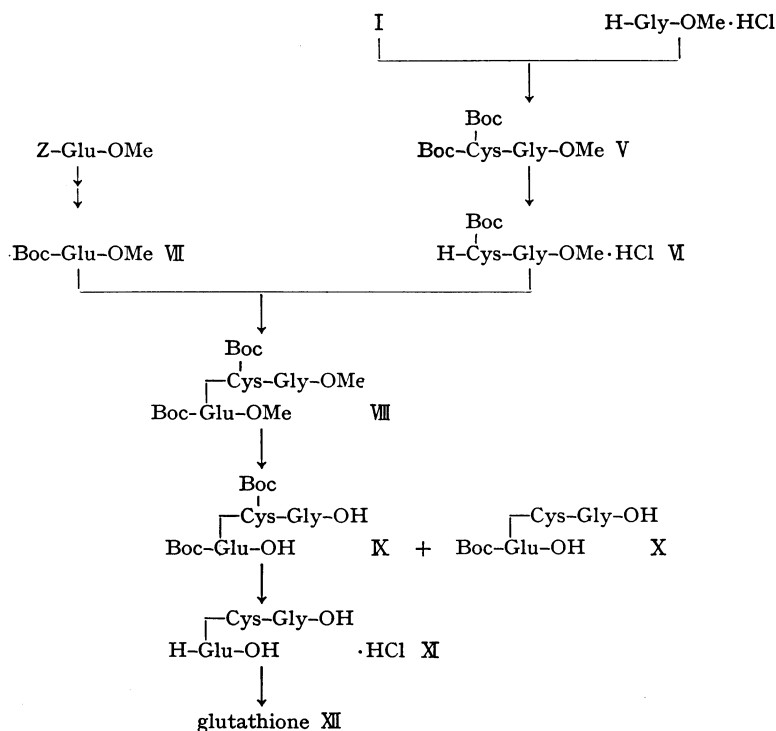 I H-Gly-OMe·HCl
Boc
Boc-Cys-Gly-OMe Ⅴ
Z-Glu-OMe
Boc
Boc-Glu-OMe Ⅶ H-Cys-Gly-OMe·HCl Ⅵ
Boc
Cys-Gly-OMe
Boc-Glu-OMe Ⅷ
Boc
Cys-Gly-OH Cys-Gly-OH
Boc-Glu-OH Ⅸ + Boc-Glu-OH Ⅹ
Cys-Gly-OH
H-Glu-OH ·HCl Ⅺ
glutathione Ⅻ